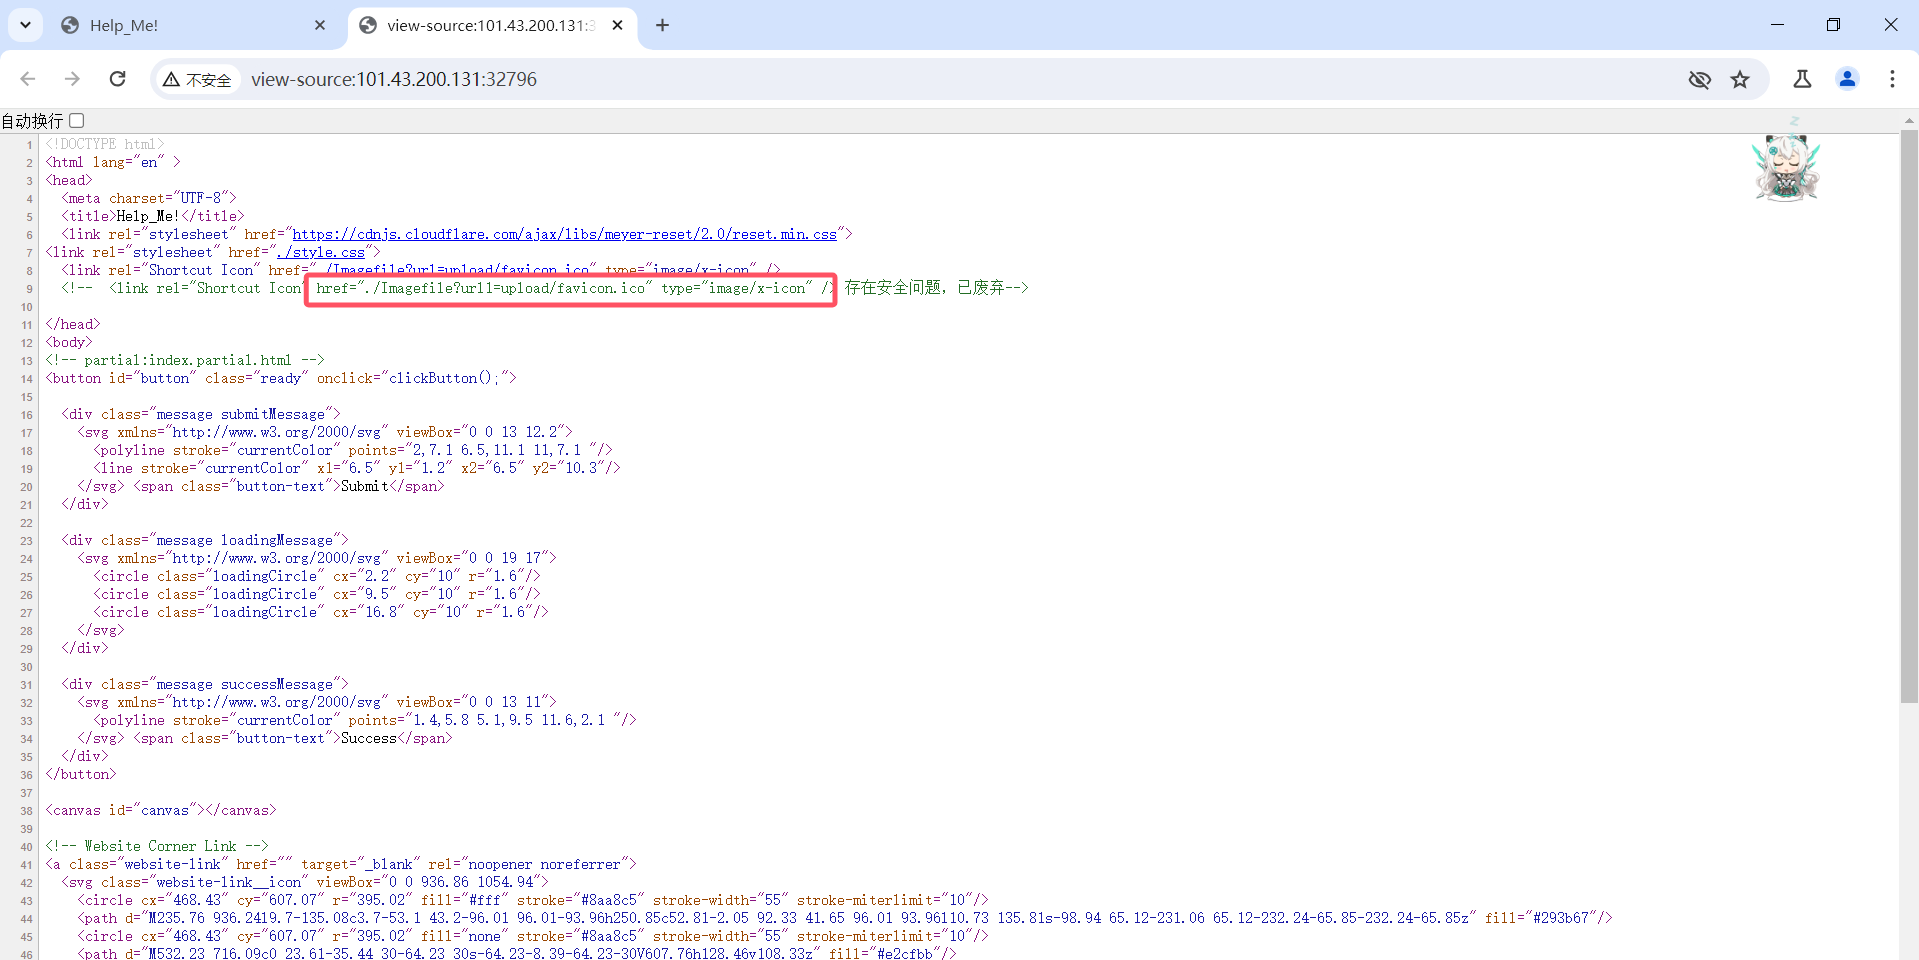 Help_Me!
view-source:101.43.200.131:3
不安全
view-source:101.43.200.131:32796
自动换行
1 <!DOCTYPE html>
2 <html lang="en" >
3 <head>
4 <meta charset="UTF-8">
5 <title>Help_Me!</title>
6 <link rel="stylesheet" href="https://cdnjs.cloudflare.com/ajax/libs/meyer-reset/2.0/reset.min.css">
7 <link rel="stylesheet" href="./style.css">
8 <link rel="Shortcut Icon" href="./Imagefile?url=upload/favicon.ico" type="image/x-icon" />
9 <!-- <link rel="Shortcut Icon" href="./Imagefile?url1=upload/favicon.ico" type="image/x-icon" /> 存在安全问题，已废弃-->
10
11 </head>
12 <body>
13 <!-- partial:index.partial.html -->
14 <button id="button" class="ready" onclick="clickButton();">
15
16 <div class="message submitMessage">
17 <svg xmlns="http://www.w3.org/2000/svg" viewBox="0 0 13 12.2">
18 <polyline stroke="currentColor" points="2,7.1 6.5,11.1 11,7.1 "/>
19 <line stroke="currentColor" x1="6.5" y1="1.2" x2="6.5" y2="10.3"/>
20 </svg> <span class="button-text">Submit</span>
21 </div>
22
23 <div class="message loadingMessage">
24 <svg xmlns="http://www.w3.org/2000/svg" viewBox="0 0 19 17">
25 <circle class="loadingCircle" cx="2.2" cy="10" r="1.6"/>
26 <circle class="loadingCircle" cx="9.5" cy="10" r="1.6"/>
27 <circle class="loadingCircle" cx="16.8" cy="10" r="1.6"/>
28 </svg>
29 </div>
30
31 <div class="message successMessage">
32 <svg xmlns="http://www.w3.org/2000/svg" viewBox="0 0 13 11">
33 <polyline stroke="currentColor" points="1.4,5.8 5.1,9.5 11.6,2.1 "/>
34 </svg> <span class="button-text">Success</span>
35 </div>
36 </button>
37
38 <canvas id="canvas"></canvas>
39
40 <!-- Website Corner Link -->
41 <a class="website-link" href="" target="_blank" rel="noopener noreferrer">
42 <svg class="website-link__icon" viewBox="0 0 936.86 1054.94">
43 <circle cx="468.43" cy="607.07" r="395.02" fill="#fff" stroke="#8aa8c5" stroke-width="55" stroke-miterlimit="10"/>
44 <path d="M235.76 936.24l9.7-135.08c3.7-53.1 43.2-96.01 96.01-93.96h250.85c52.81-2.05 92.33 41.65 96.01 93.96l10.73 135.81s-98.94 65.12-231.06 65.12-232.24-65.85-232.24-65.85z" fill="#293b67"/>
45 <circle cx="468.43" cy="607.07" r="395.02" fill="none" stroke="#8aa8c5" stroke-width="55" stroke-miterlimit="10"/>
46 <path d="M532.23 716.09c0 23.61-35.44 30-64.23 30s-64.23-8.39-64.23-30V607.76h128.46v108.33z" fill="#e2cfbb"/>